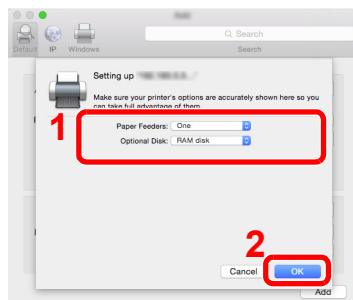 Search
Default IP Windows Search
Setting up
Make sure your printer's options are accurately shown here so you
can take full advantage of them.
1
Paper Feeders: One
Optional Disk: RAM disk
2
Cancel OK
Add